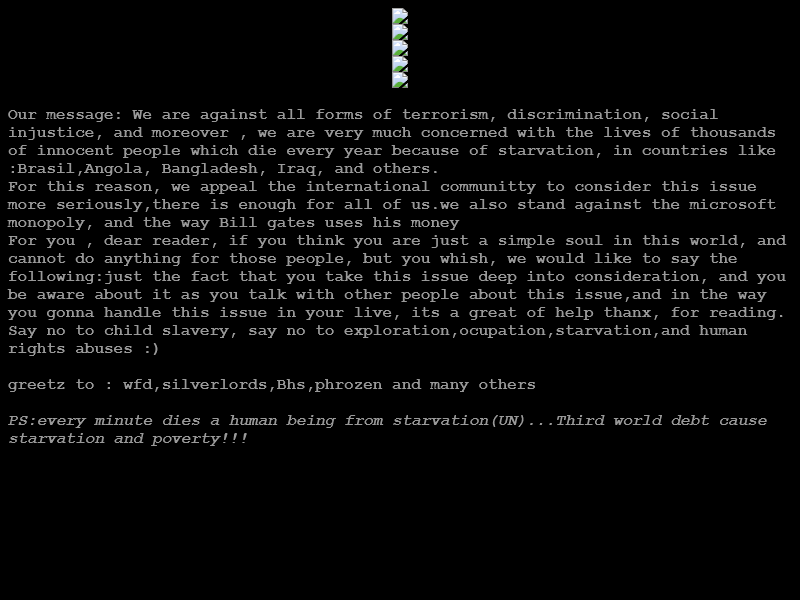 Our message: We are against all forms of terrorism, discrimination, social
injustice, and moreover , we are very much concerned with the lives of thousands
of innocent people which die every year because of starvation, in countries like
:Brasil,Angola, Bangladesh, Iraq, and others.
For this reason, we appeal the international communitty to consider this issue
more seriously,there is enough for all of us.we also stand against the microsoft
monopoly, and the way Bill gates uses his money
For you , dear reader, if you think you are just a simple soul in this world, and
cannot do anything for those people, but you whish, we would like to say the
following:just the fact that you take this issue deep into consideration, and you
be aware about it as you talk with other people about this issue,and in the way
you gonna handle this issue in your live, its a great of help thanx, for reading.
Say no to child slavery, say no to exploration,ocupation,starvation,and human
rights abuses :)
greetz to : wfd,silverlords,Bhs,phrozen and many others
PS:every minute dies a human being from starvation(UN)...Third world debt cause
starvation and poverty!!!